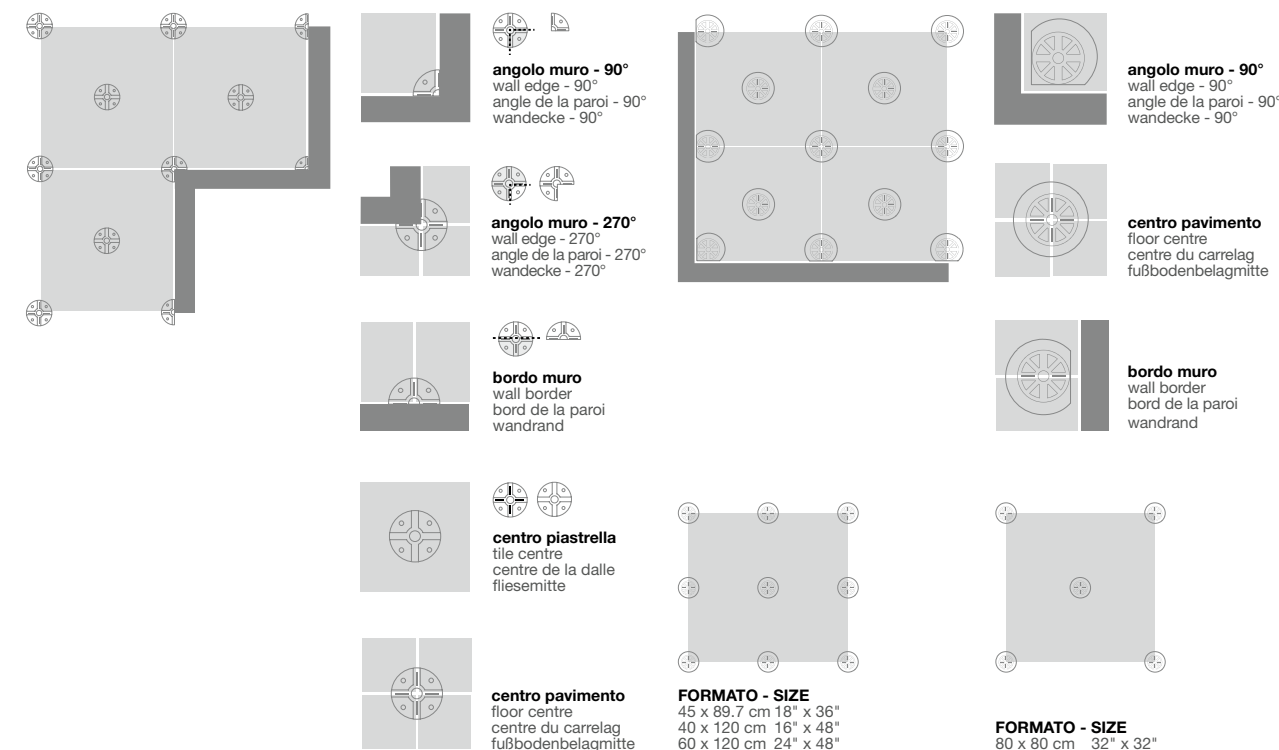 angolo muro - 90°
wall edge - 90°
angle de la paroi - 90°
wandecke - 90°
angolo muro - 270°
wall edge - 270°
angle de la paroi - 270°
wandecke - 270°
bordo muro
wall border
bord de la paroi
wandrand
centro piastrella
tile centre
centre de la dalle
fliesemitte
centro pavimento
floor centre
centre du carrelag
fußbodenbelagmitte
angolo muro - 90°
wall edge - 90°
angle de la paroi - 90°
wandecke - 90°
centro pavimento
floor centre
centre du carrelag
fußbodenbelagmitte
bordo muro
wall border
bord de la paroi
wandrand
FORMATO - SIZE
45 x 89.7 cm 18" x 36"
40 x 120 cm 16" x 48"
60 x 120 cm 24" x 48"
FORMATO - SIZE
80 x 80 cm 32" x 32"